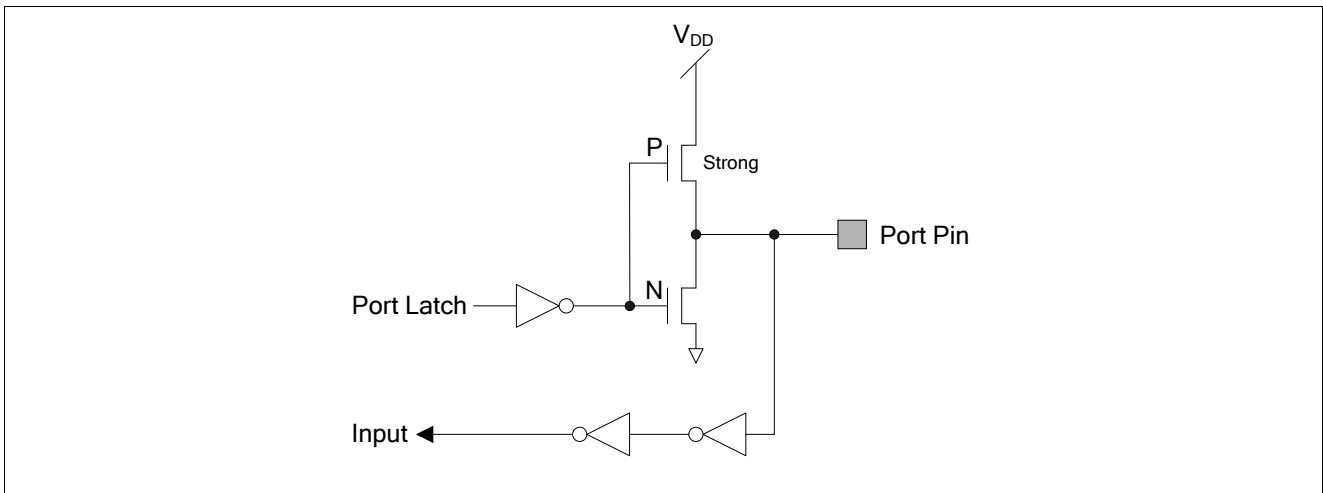 V_DD
P
Strong
Port Pin
N
Port Latch
Input